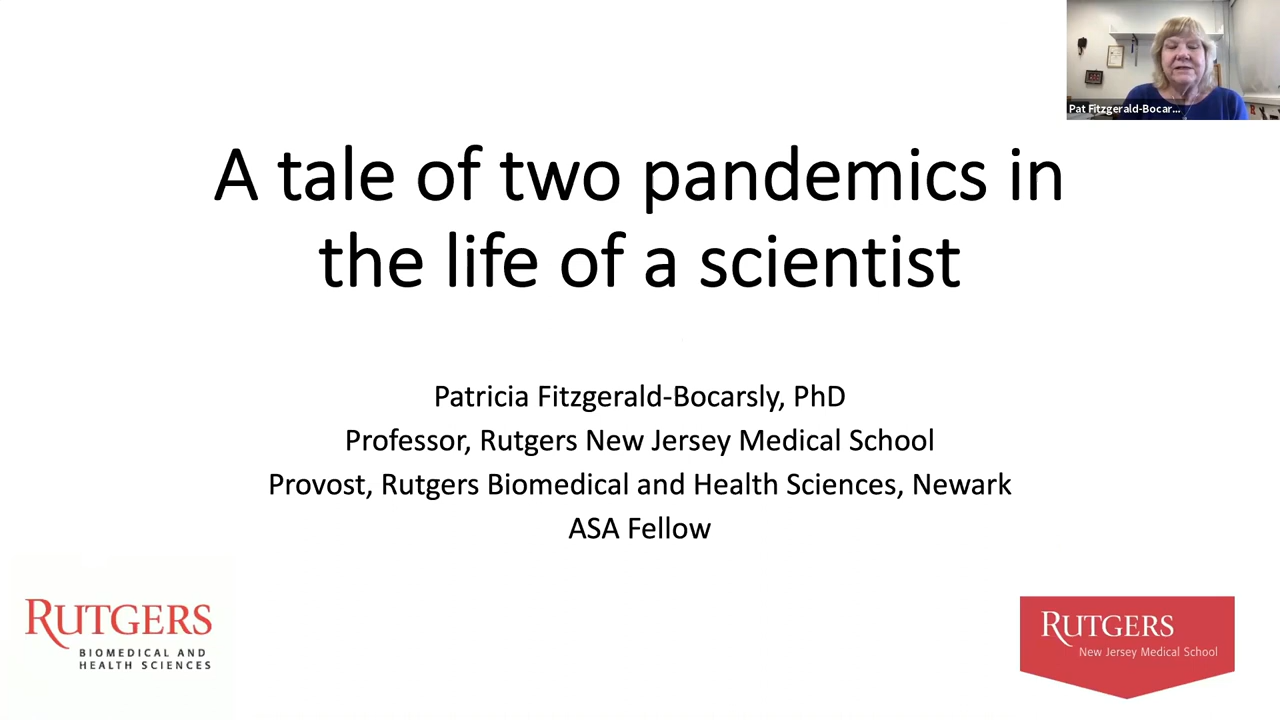 Pat Fitzgerald-Bocar...
A tale of two pandemics in
the life of a scientist
Patricia Fitzgerald-Bocarsly, PhD
Professor, Rutgers New Jersey Medical School
Provost, Rutgers Biomedical and Health Sciences, Newark
ASA Fellow
RUTGERS
BIOMEDICAL AND
HEALTH SCIENCES
RUTGERS
New Jersey Medical School